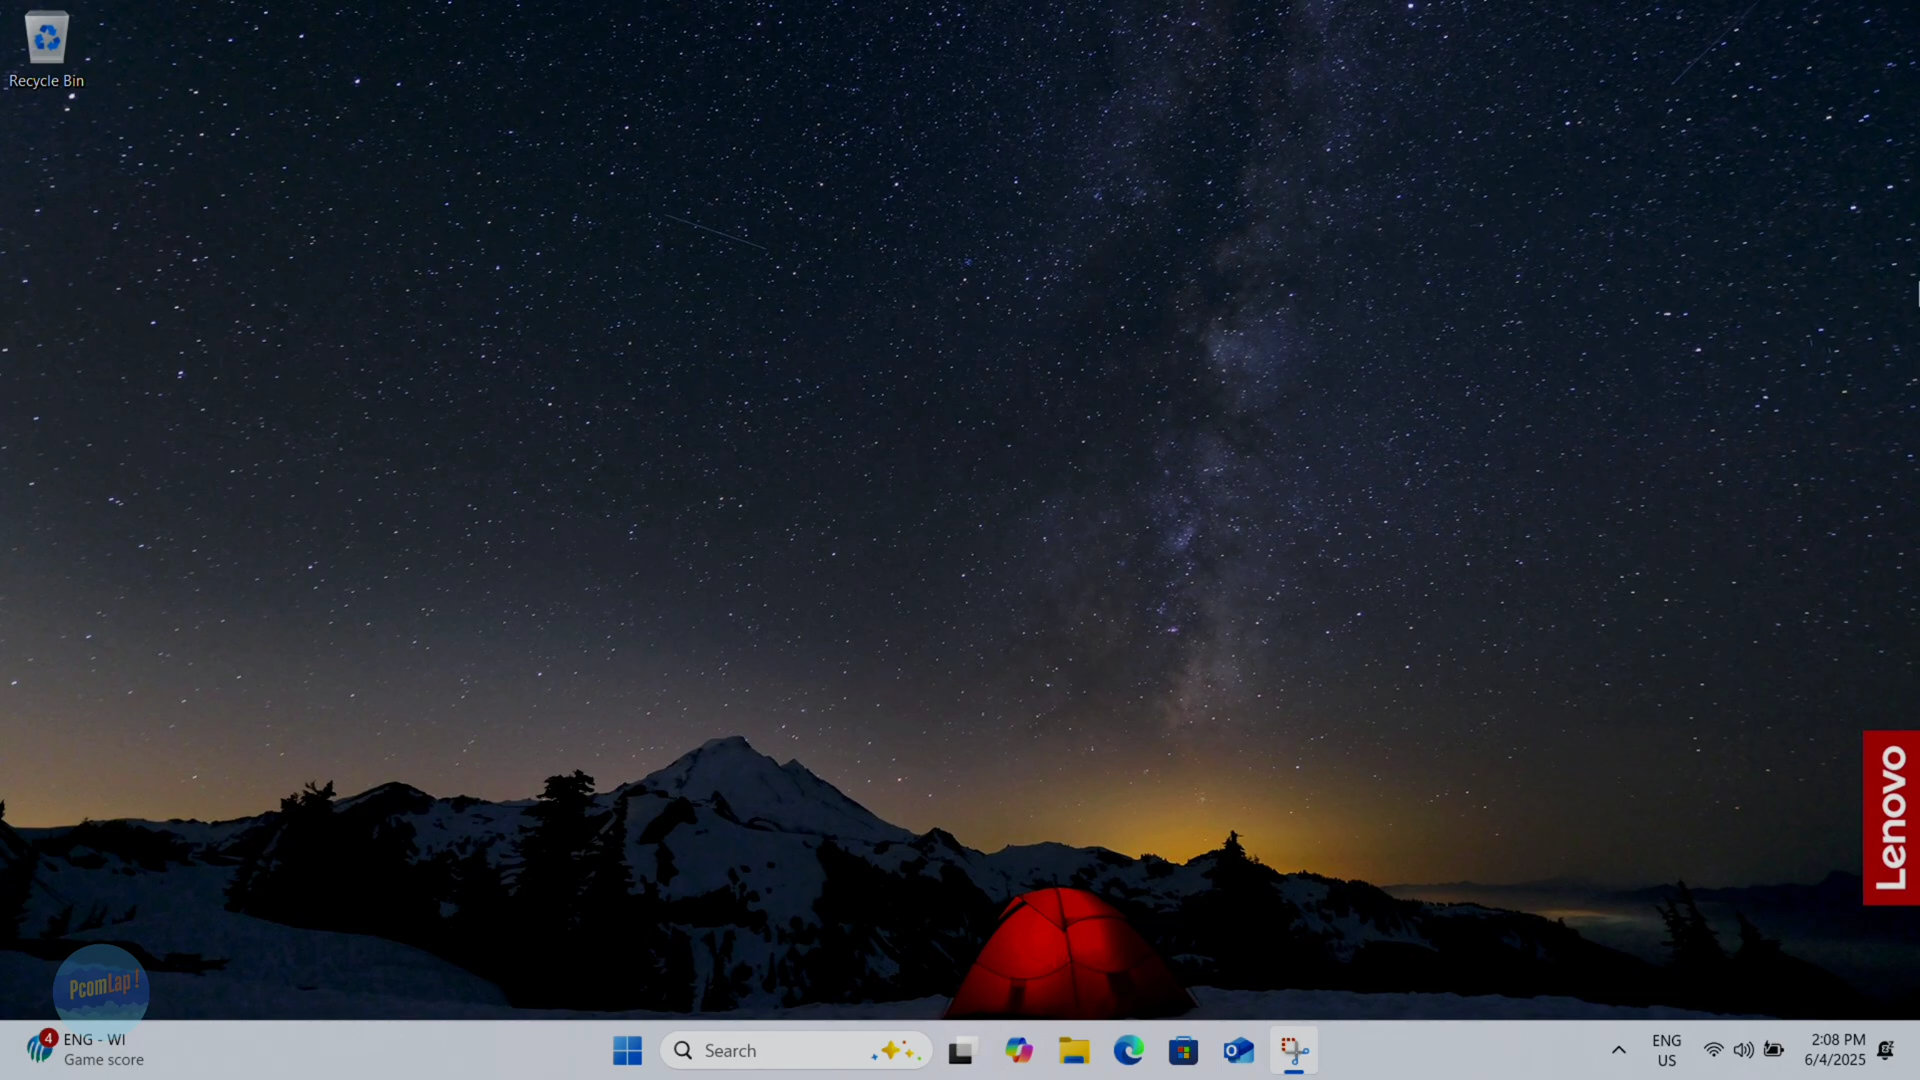 Recycle Bin
Lenovo
PcomLap !
4
ENG - WI
Game score
Search
ENG
US
2:08 PM
6/4/2025